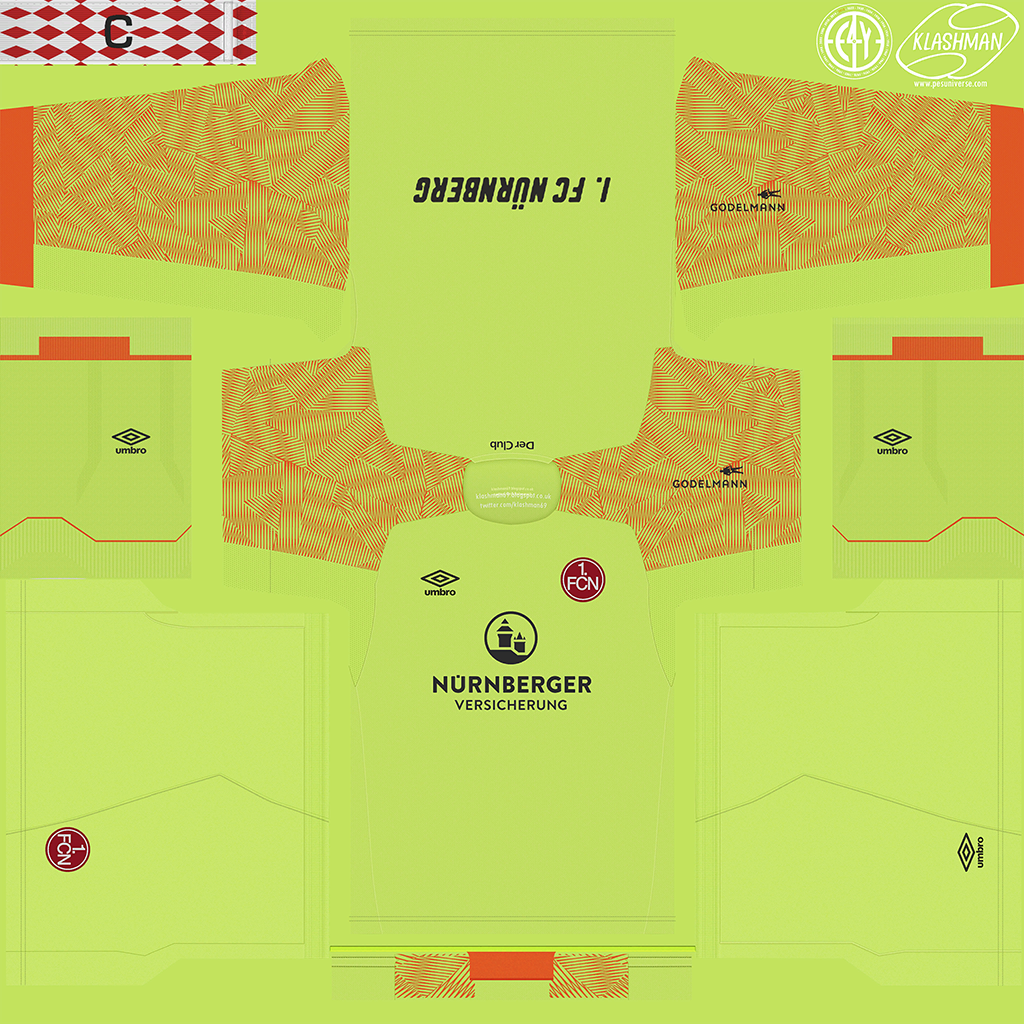 C
KLASHMAN
www.pesuniverse.com
1. FC NÜRNBERG
GODELMANN
umbro
umbro
Der Club
GODELMANN
klashman69.blogspot.co.uk
twitter.com/klashman69
umbro
1.
FCN
NÜRNBERGER
VERSICHERUNG
1.
FCN
umbro